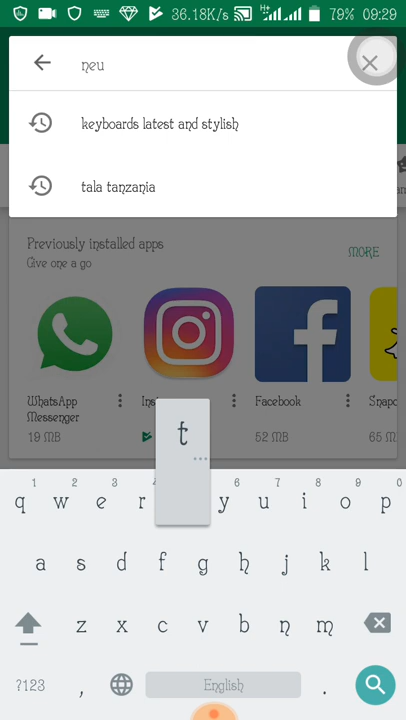 36.18K/s H+ 79% 09:29
neu
keyboards latest and stylish
tala tanzania
Previously installed apps
Give one a go
MORE
WhatsApp Messenger
Ins
Facebook
Snapc
19 MB
52 MB
65 M
t
...
1 2 3 4 6 7 8 9 0
q w e r y u i o p
a s d f g h j k l
z x c v b n m
?123 , English .